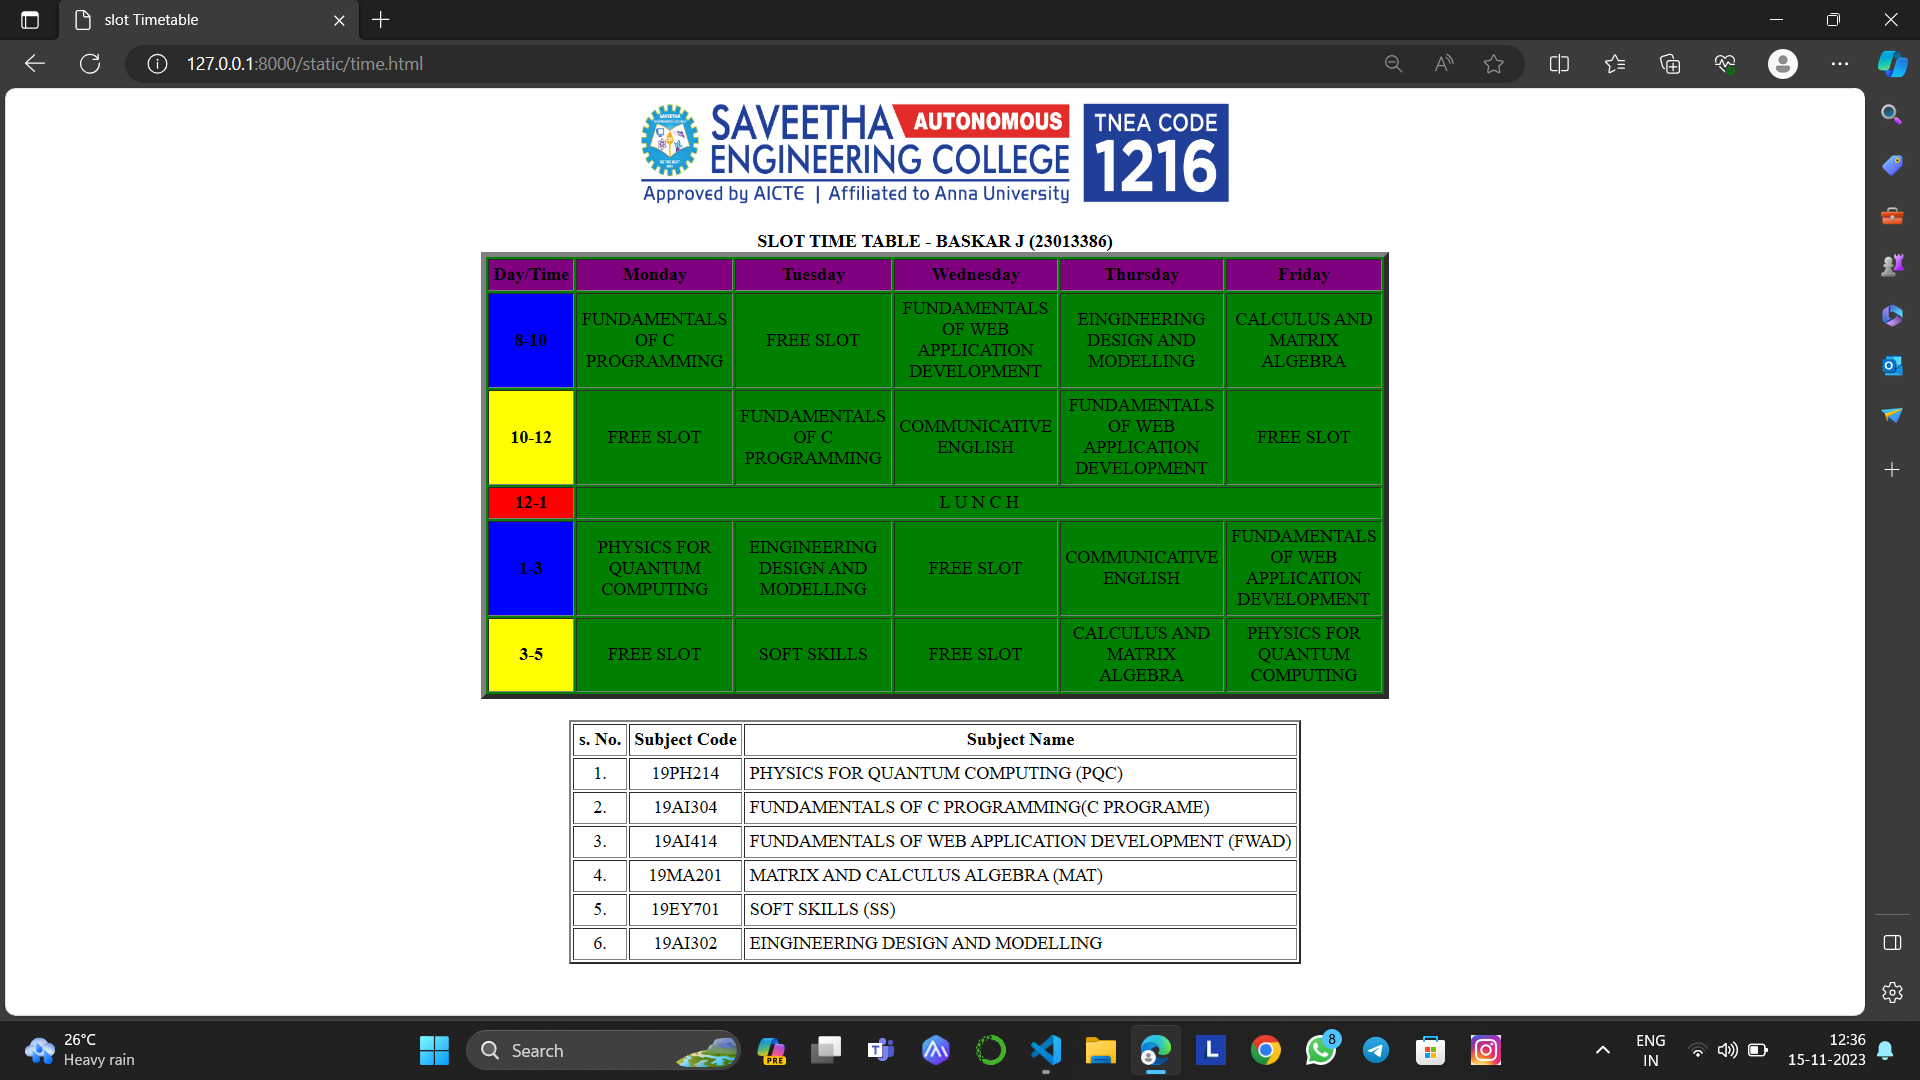 slot Timetable
127.0.0.1:8000/static/time.html
SAVEETHA AUTONOMOUS
ENGINEERING COLLEGE
Approved by AICTE | Affiliated to Anna University
TNEA CODE
1216
SLOT TIME TABLE - BASKAR J (23013386)
Day/Time Monday Tuesday Wednesday Thursday Friday
8-10
FUNDAMENTALS
OF C
PROGRAMMING
FREE SLOT
FUNDAMENTALS
OF WEB
APPLICATION
DEVELOPMENT
EINGINEERING
DESIGN AND
MODELLING
CALCULUS AND
MATRIX
ALGEBRA
10-12
FREE SLOT
FUNDAMENTALS
OF C
PROGRAMMING
COMMUNICATIVE
ENGLISH
FUNDAMENTALS
OF WEB
APPLICATION
DEVELOPMENT
FREE SLOT
12-1
L U N C H
1-3
PHYSICS FOR
QUANTUM
COMPUTING
EINGINEERING
DESIGN AND
MODELLING
FREE SLOT
COMMUNICATIVE
ENGLISH
FUNDAMENTALS
OF WEB
APPLICATION
DEVELOPMENT
3-5
FREE SLOT
SOFT SKILLS
FREE SLOT
CALCULUS AND
MATRIX
ALGEBRA
PHYSICS FOR
QUANTUM
COMPUTING
s. No. Subject Code Subject Name
1. 19PH214 PHYSICS FOR QUANTUM COMPUTING (PQC)
2. 19AI304 FUNDAMENTALS OF C PROGRAMMING(C PROGRAME)
3. 19AI414 FUNDAMENTALS OF WEB APPLICATION DEVELOPMENT (FWAD)
4. 19MA201 MATRIX AND CALCULUS ALGEBRA (MAT)
5. 19EY701 SOFT SKILLS (SS)
6. 19AI302 EINGINEERING DESIGN AND MODELLING
26°C
Heavy rain
Search
PRE
L
8
ENG
IN
12:36
15-11-2023